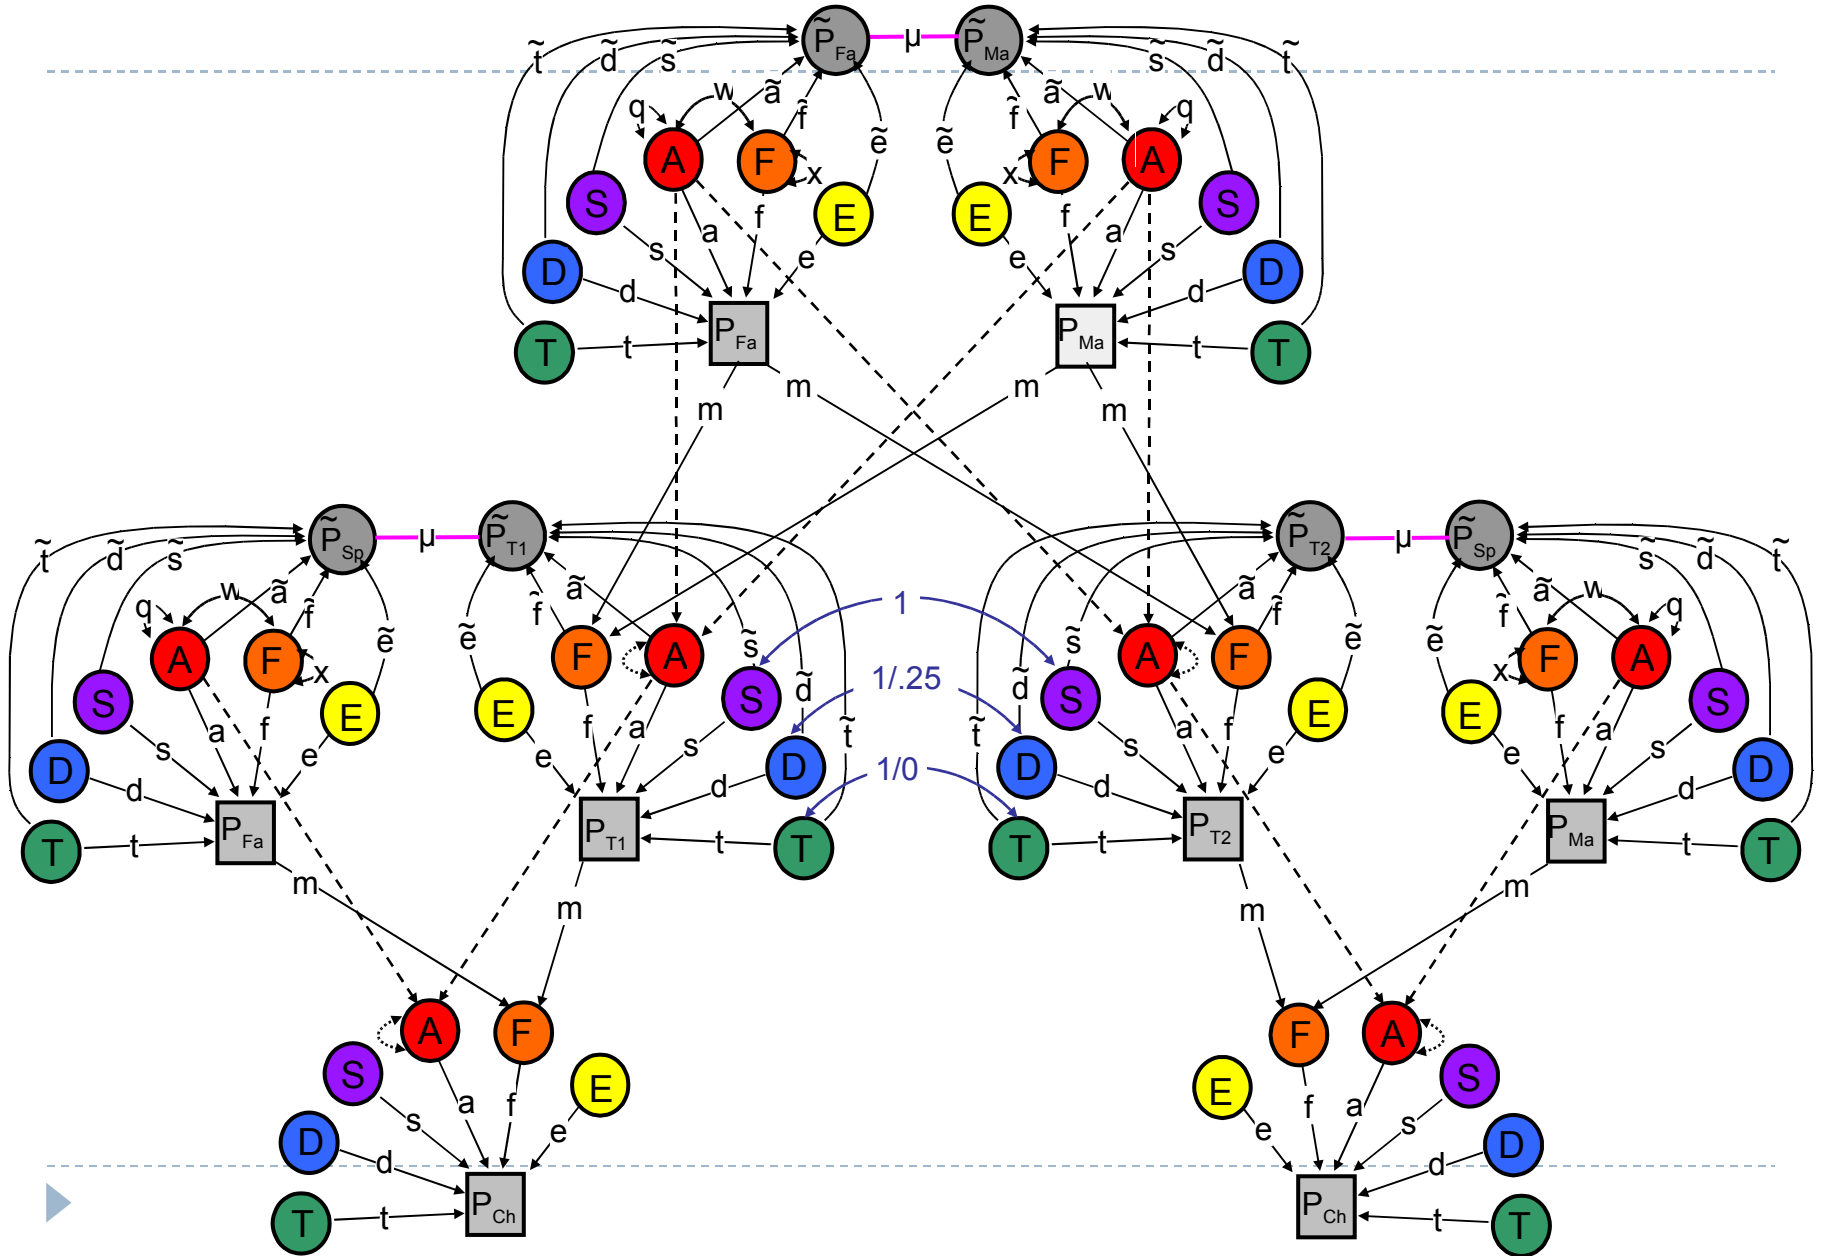 P̃Fa µ P̃Ma
t̃ d̃ s̃ s̃ d̃ t̃
q w ã f̃ ẽ ẽ f̃ ã w q
A F x E E x F A
S S
s a f e e f a s
D d d D
T t PFa PMa t T
m m m m
P̃Sp µ P̃T1 P̃T2 µ P̃Sp
t̃ d̃ s̃ s̃ d̃ t̃
q w ã f̃ ẽ ẽ f̃ ã ã f̃ ẽ ẽ f̃ ã w q
1
A F x F A s̃ s̃ A F x F A
S E E S 1/.25 S E E S
d̃ t̃ t̃ d̃
s a f e e f a s s a f e e f a s
D d d D 1/0 D d d D
T t PFa PT1 t T T t PT2 PMa t T
m m m m
A F F A
S E E S
s a f e e f a s
D d d D
T t PCh PCh t T